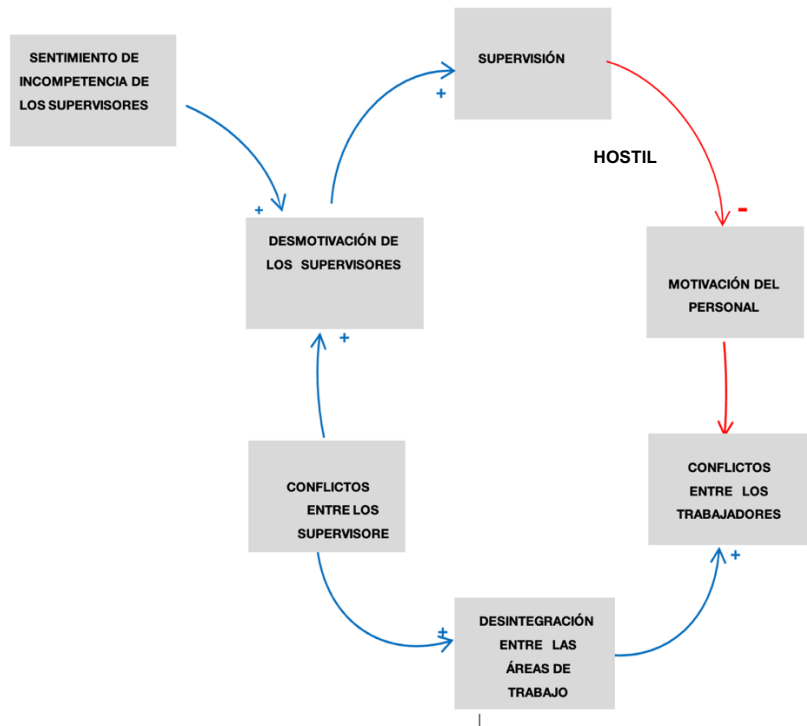 SENTIMIENTO DE
INCOMPETENCIA DE
LOS SUPERVISORES
SUPERVISIÓN
+
HOSTIL
+
-
DESMOTIVACIÓN DE
LOS SUPERVISORES
MOTIVACIÓN DEL
PERSONAL
+
CONFLICTOS
ENTRE LOS
SUPERVISORE
CONFLICTOS
ENTRE LOS
TRABAJADORES
+
+
DESINTEGRACIÓN
ENTRE LAS
ÁREAS DE
TRABAJO